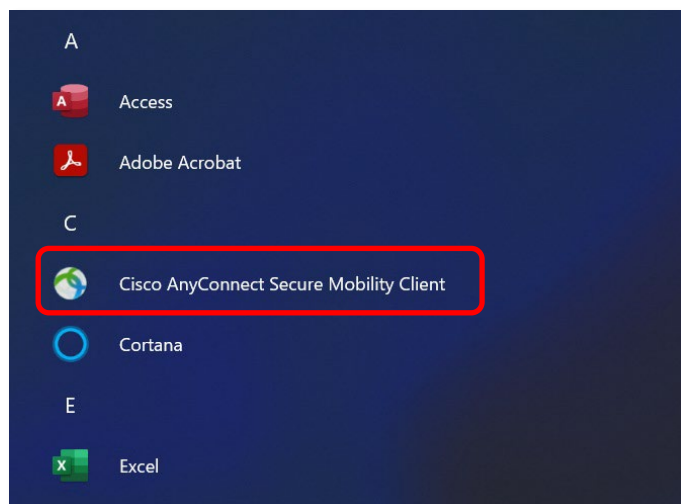 A
A Access
Adobe Acrobat
C
Cisco AnyConnect Secure Mobility Client
Cortana
E
X Excel